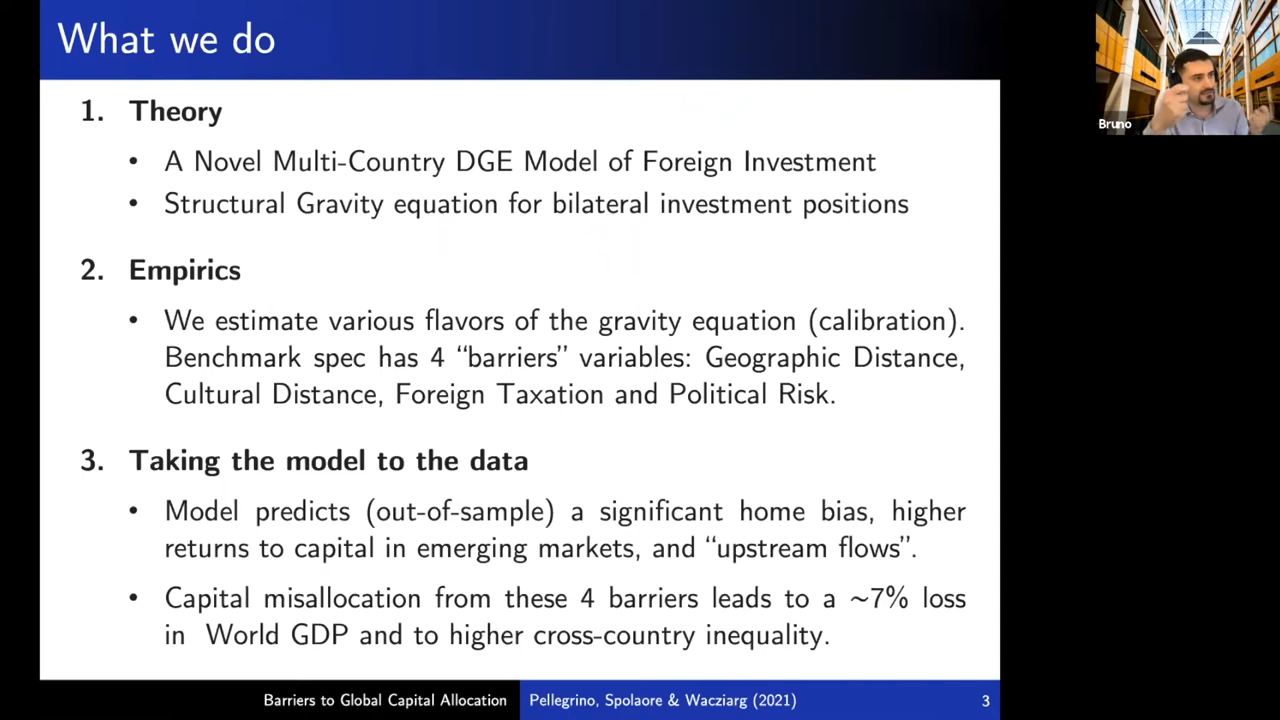 What we do
Bruno
1. Theory
• A Novel Multi-Country DGE Model of Foreign Investment
• Structural Gravity equation for bilateral investment positions
2. Empirics
• We estimate various flavors of the gravity equation (calibration).
Benchmark spec has 4 “barriers” variables: Geographic Distance,
Cultural Distance, Foreign Taxation and Political Risk.
3. Taking the model to the data
• Model predicts (out-of-sample) a significant home bias, higher
returns to capital in emerging markets, and “upstream flows”.
• Capital misallocation from these 4 barriers leads to a ~7% loss
in World GDP and to higher cross-country inequality.
Barriers to Global Capital Allocation Pellegrino, Spolaore & Wacziarg (2021) 3